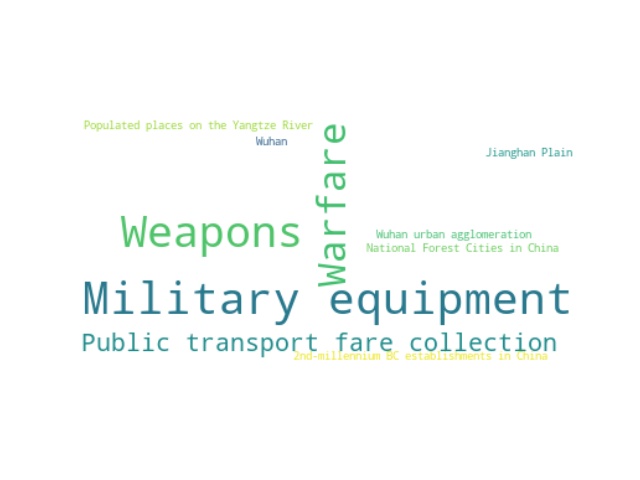 Populated places on the Yangtze River
Wuhan
Warfare
Jianghan Plain
Weapons
Wuhan urban agglomeration
National Forest Cities in China
Military equipment
Public transport fare collection
2nd-millennium BC establishments in China